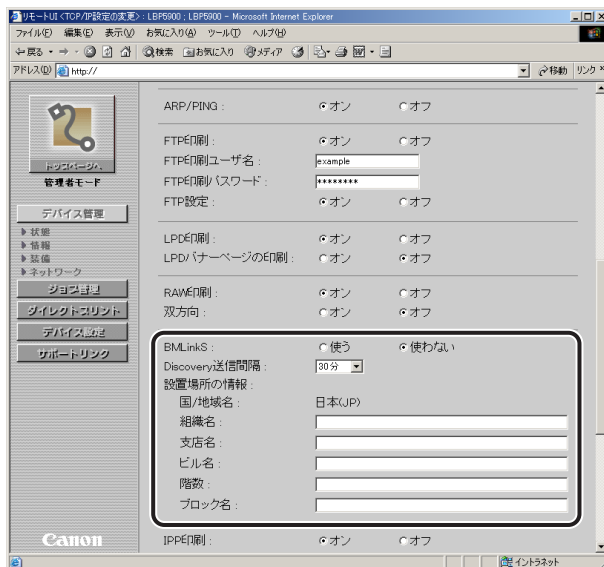 リモートUI<TCP/IP設定の変更> : LBP5900 ; LBP5900 - Microsoft Internet Explorer
ファイル(F) 編集(E) 表示(V) お気に入り(A) ツール(T) ヘルプ(H)
戻る 検索 お気に入り メディア
アドレス(D) http:// 移動 リンク »
トップページへ
管理者モード
デバイス管理
状態
情報
装備
ネットワーク
ジョブ管理
ダイレクトプリント
デバイス設定
サポートリンク
Canon
ARP/PING : オン オフ
FTP印刷 : オン オフ
FTP印刷ユーザ名 : example
FTP印刷パスワード : ********
FTP設定 : オン オフ
LPD印刷 : オン オフ
LPDバナーページの印刷 : オン オフ
RAW印刷 : オン オフ
双方向 : オン オフ
BMLinkS : 使う 使わない
Discovery送信間隔 : 30分
設置場所の情報 :
国/地域名 : 日本(JP)
組織名 :
支店名 :
ビル名 :
階数 :
ブロック名 :
IPP印刷 : オン オフ
イントラネット